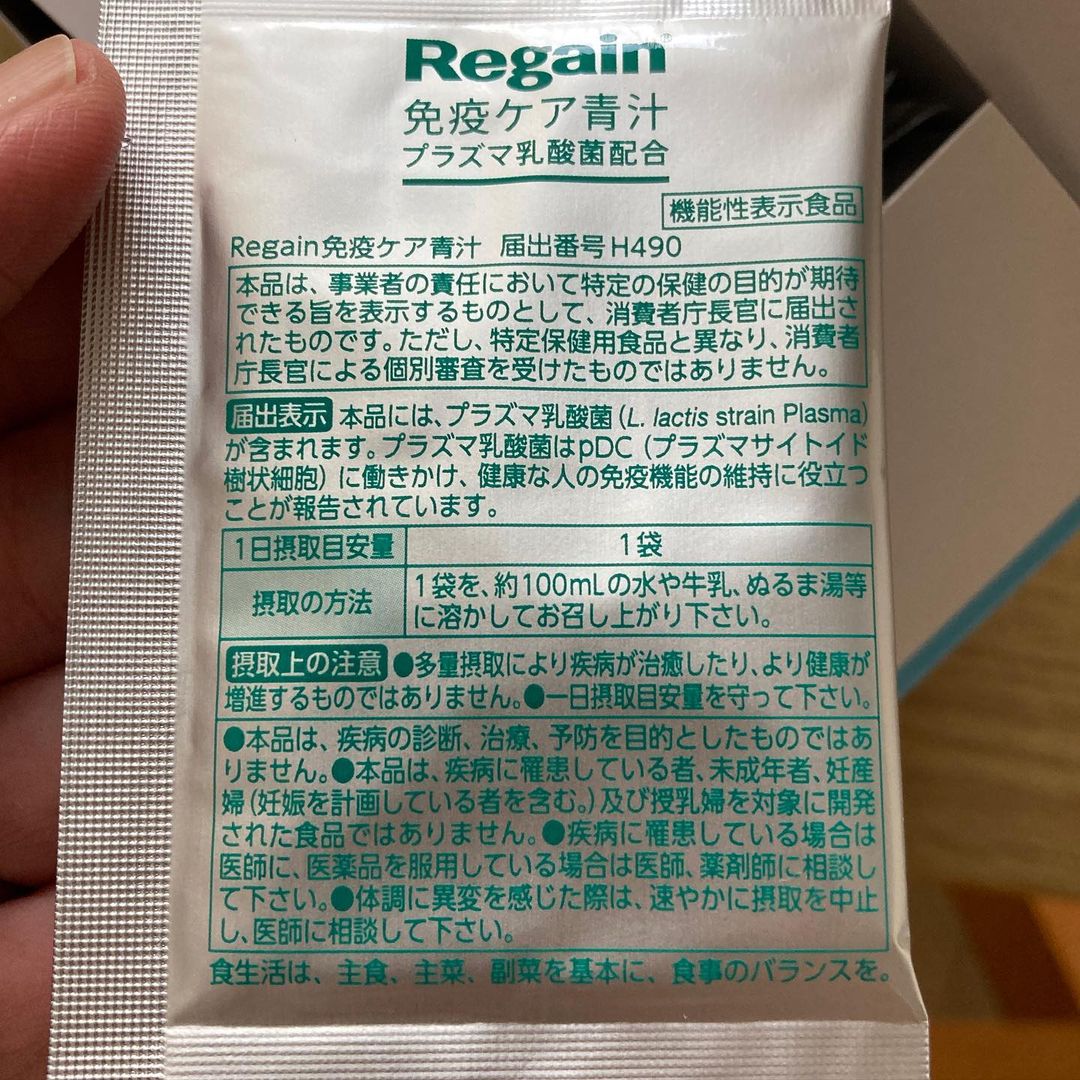 Regain®
免疫ケア青汁
プラズマ乳酸菌配合
機能性表示食品
Regain免疫ケア青汁 届出番号H490
本品は、事業者の責任において特定の保健の目的が期待
できる旨を表示するものとして、消費者庁長官に届出さ
れたものです。ただし、特定保健用食品と異なり、消費者
庁長官による個別審査を受けたものではありません。
届出表示 本品には、プラズマ乳酸菌(L. lactis strain Plasma)
が含まれます。プラズマ乳酸菌はpDC(プラズマサイトイド
樹状細胞)に働きかけ、健康な人の免疫機能の維持に役立つ
ことが報告されています。
1日摂取目安量 1袋
摂取の方法 1袋を、約100mLの水や牛乳、ぬるま湯等
に溶かしてお召し上がり下さい。
摂取上の注意 ●多量摂取により疾病が治癒したり、より健康が
増進するものではありません。●一日摂取目安量を守って下さい。
●本品は、疾病の診断、治療、予防を目的としたものではあ
りません。●本品は、疾病に罹患している者、未成年者、妊産
婦(妊娠を計画している者を含む。)及び授乳婦を対象に開発
された食品ではありません。●疾病に罹患している場合は
医師に、医薬品を服用している場合は医師、薬剤師に相談し
て下さい。●体調に異変を感じた際は、速やかに摂取を中止
し、医師に相談して下さい。
食生活は、主食、主菜、副菜を基本に、食事のバランスを。